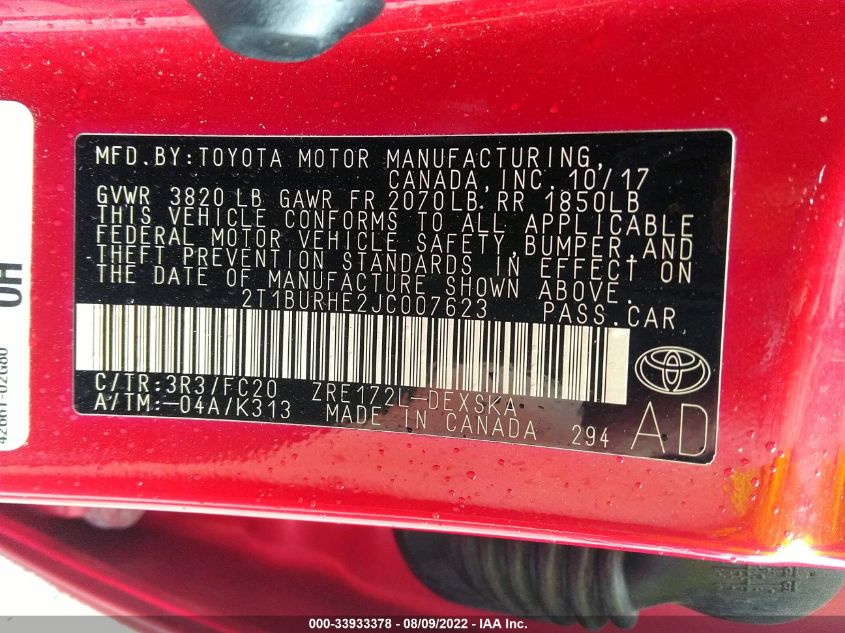 MFD. BY: TOYOTA MOTOR MANUFACTURING,
CANADA, INC. 10/17
GVWR 3820 LB GAWR FR 2070LB RR 1850LB
THIS VEHICLE CONFORMS TO ALL APPLICABLE
FEDERAL MOTOR VEHICLE SAFETY, BUMPER, AND
THEFT PREVENTION STANDARDS IN EFFECT ON
THE DATE OF MANUFACTURE SHOWN ABOVE.
2T1BURHE2JC007623 PASS.CAR
C/TR:3R3/FC20 ZRE172L-DEXSKA
A/TM:-04A/K313 MADE IN CANADA 294
AD
42661-02G80
000-33933378 - 08/09/2022 - IAA Inc.